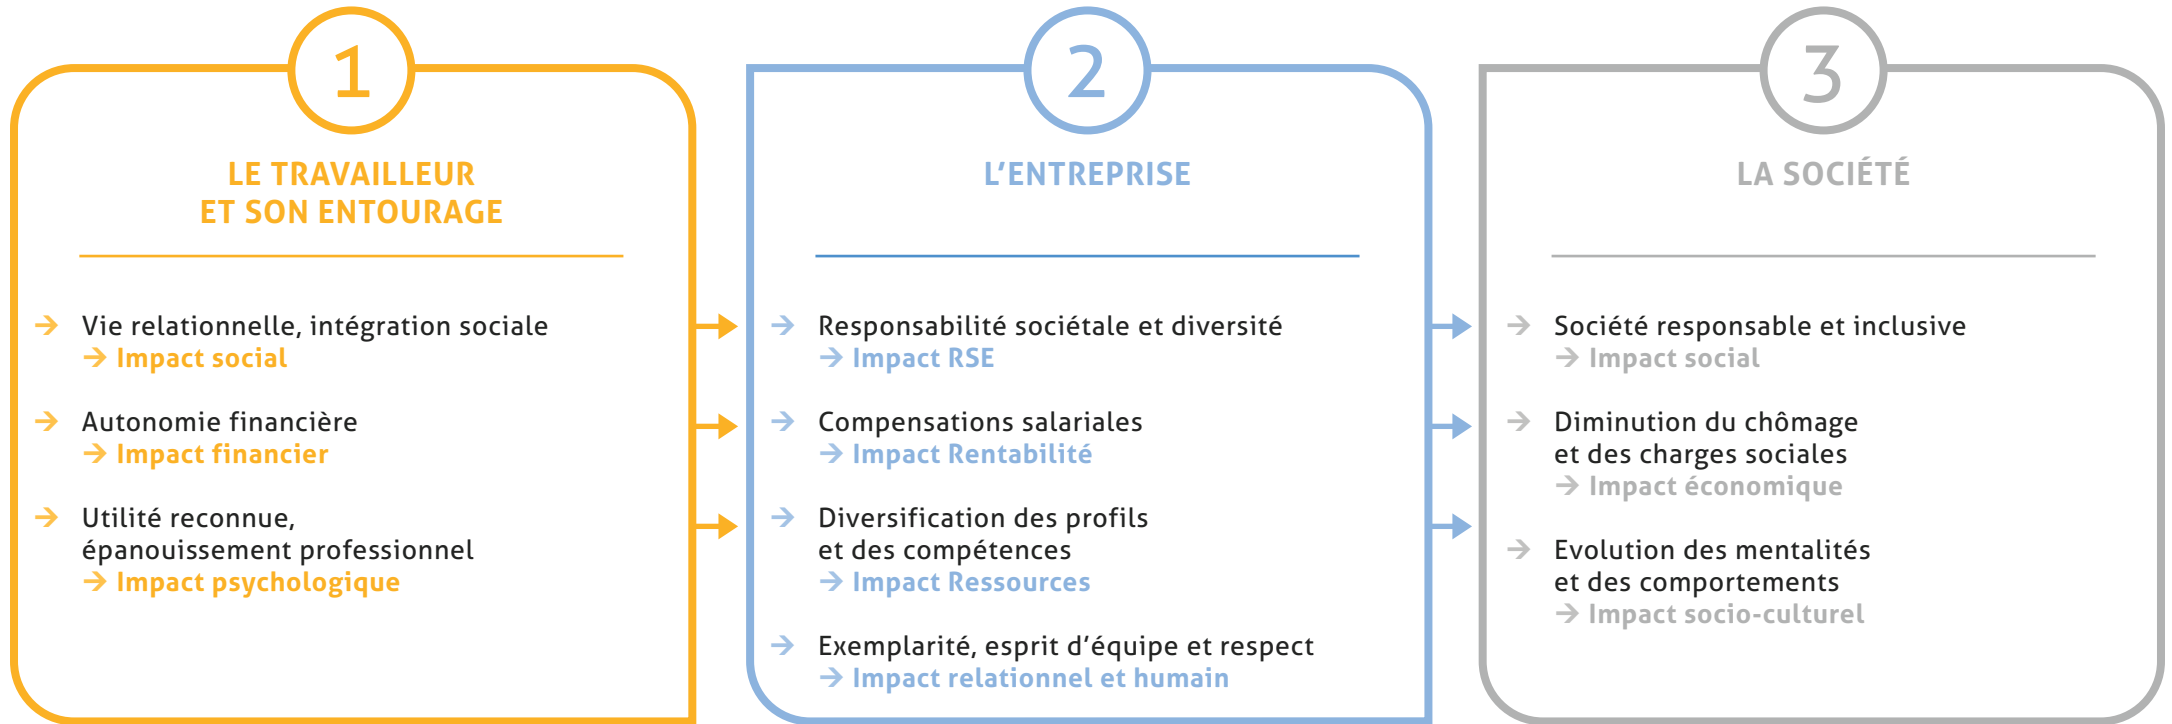 1
LE TRAVAILLEUR
ET SON ENTOURAGE
→ Vie relationnelle, intégration sociale
→ Impact social
→ Autonomie financière
→ Impact financier
→ Utilité reconnue,
épanouissement professionnel
→ Impact psychologique
2
L’ENTREPRISE
→ Responsabilité sociétale et diversité
→ Impact RSE
→ Compensations salariales
→ Impact Rentabilité
→ Diversification des profils
et des compétences
→ Impact Ressources
→ Exemplarité, esprit d’équipe et respect
→ Impact relationnel et humain
3
LA SOCIÉTÉ
→ Société responsable et inclusive
→ Impact social
→ Diminution du chômage
et des charges sociales
→ Impact économique
→ Evolution des mentalités
et des comportements
→ Impact socio-culturel